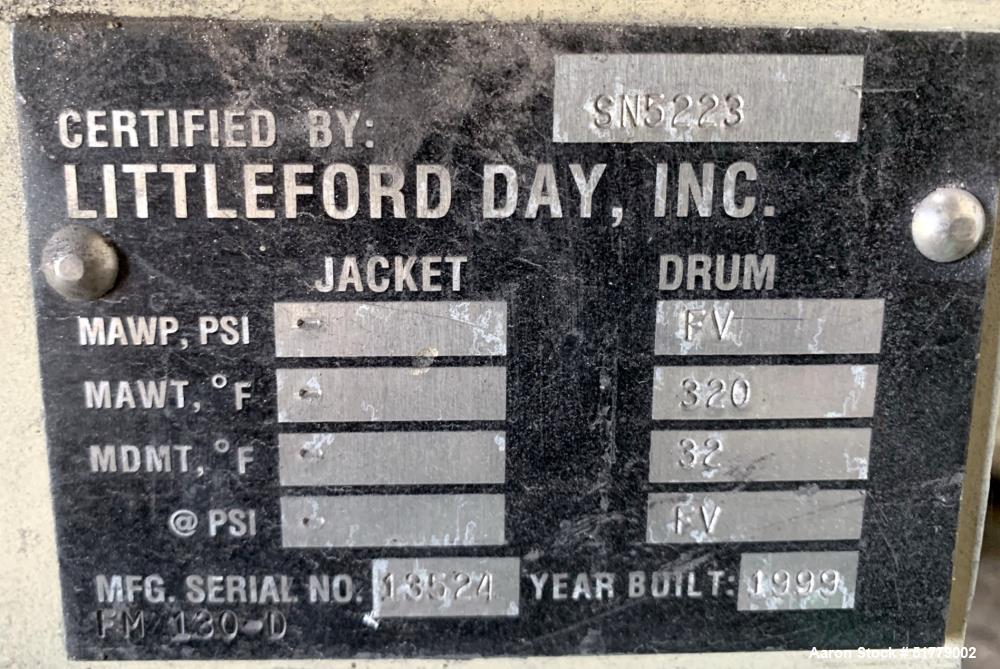 SN5223
CERTIFIED BY:
LITTLEFORD DAY, INC.
JACKET DRUM
MAWP, PSI - FV
MAWT, °F - 320
MDMT, °F - 32
@ PSI - FV
MFG. SERIAL NO. 13524 YEAR BUILT: 1999
FM 130-D
Aaron Stock # 51779002